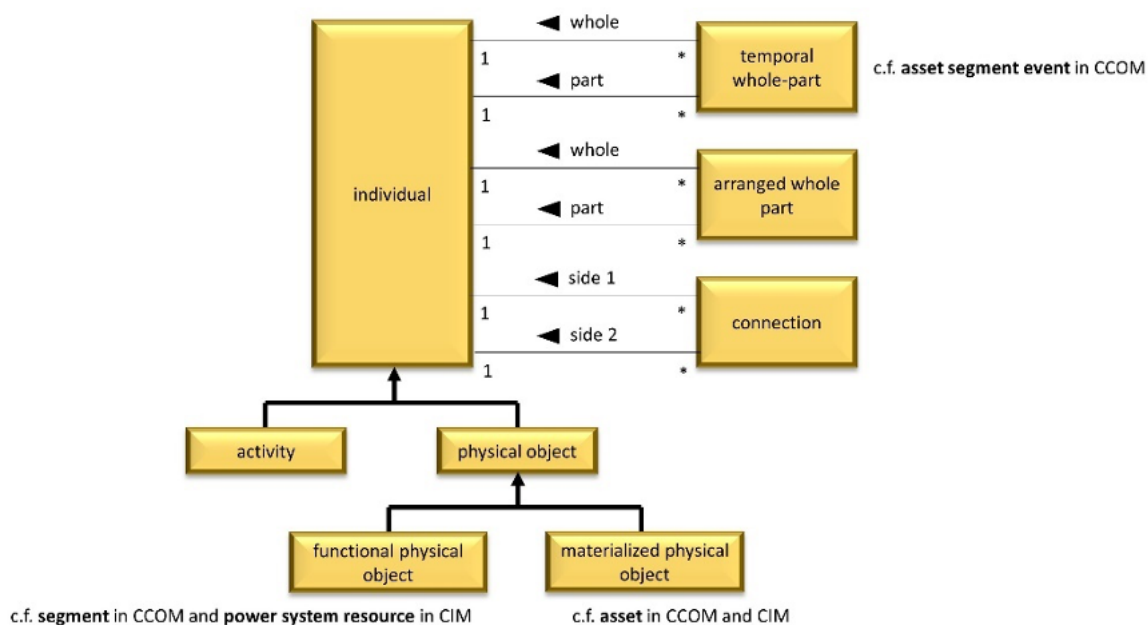 whole
1
*
part
1
*
temporal
whole-part
c.f. asset segment event in CCOM
individual
whole
1
*
part
1
*
arranged whole
part
side 1
1
*
side 2
1
*
connection
activity
physical object
functional physical
object
materialized physical
object
c.f. segment in CCOM and power system resource in CIM
c.f. asset in CCOM and CIM